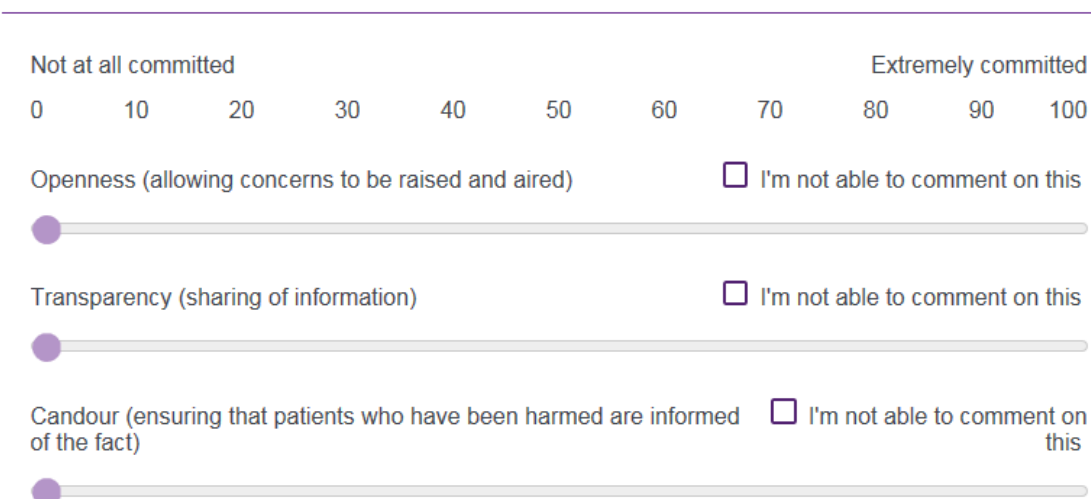 Not at all committed Extremely committed
0 10 20 30 40 50 60 70 80 90 100
Openness (allowing concerns to be raised and aired) I'm not able to comment on this
Transparency (sharing of information) I'm not able to comment on this
Candour (ensuring that patients who have been harmed are informed I'm not able to comment on
of the fact) this